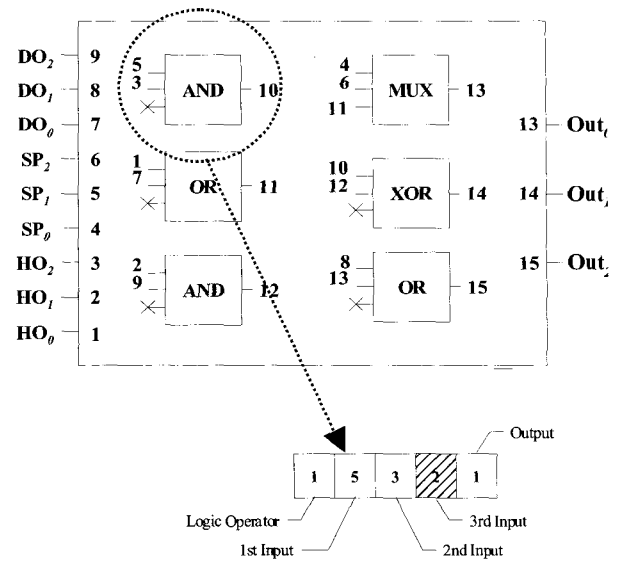 DO2 9
DO1 8
DO0 7
SP2 6
SP1 5
SP0 4
HO2 3
HO1 2
HO0 1
5
3
AND
10
1
7
OR
11
2
9
AND
12
4
6
11
MUX
13
10
12
XOR
14
8
13
OR
15
13 Out0
14 Out1
15 Out2
Output
1 5 3 2 1
Logic Operator
3rd Input
1st Input
2nd Input